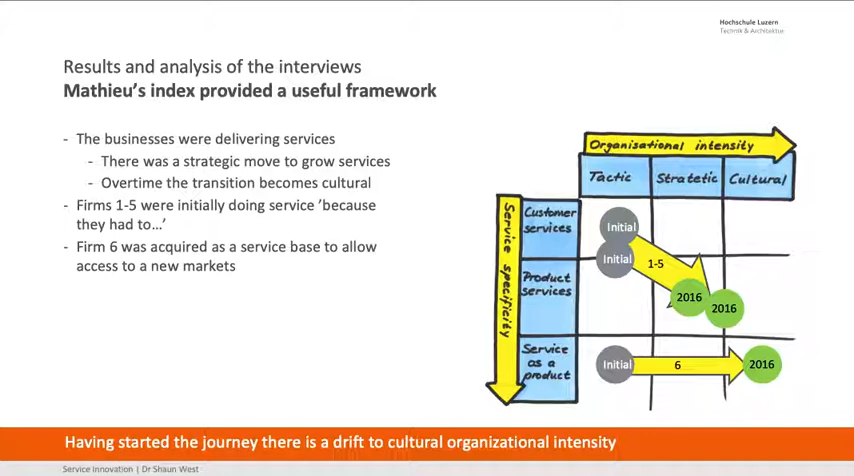 Hochschule Luzern
Technik & Architektur
Results and analysis of the interviews
Mathieu's index provided a useful framework
- The businesses were delivering services
- There was a strategic move to grow services
- Overtime the transition becomes cultural
- Firms 1-5 were initially doing service 'because
they had to...'
- Firm 6 was acquired as a service base to allow
access to a new markets
Organisational intensity
Tactic
Stratetic
Cultural
Service specificity
Customer
services
Product
services
Service
as a
product
Initial
Initial
1-5
2016
2016
Initial
6
2016
Having started the journey there is a drift to cultural organizational intensity
Service Innovation | Dr Shaun West